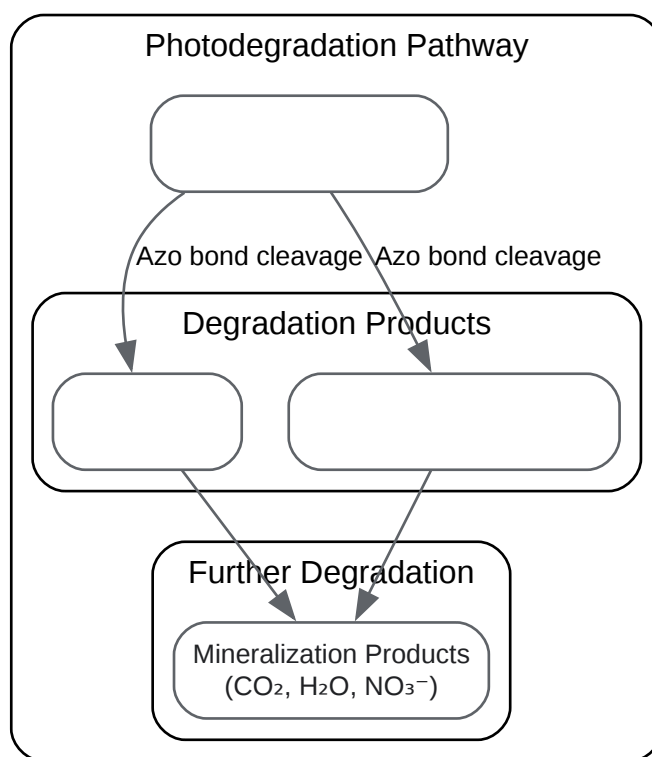 Photodegradation Pathway
Azo bond cleavage
Azo bond cleavage
Degradation Products
Further Degradation
Mineralization Products
(CO₂, H₂O, NO₃⁻)